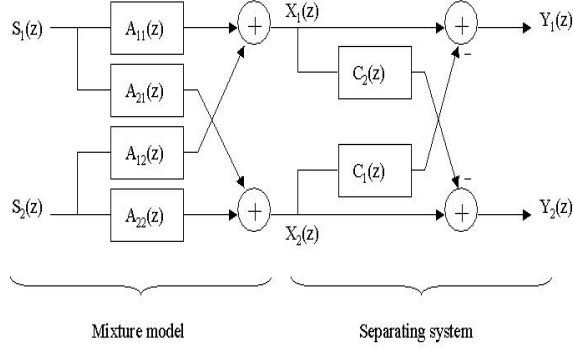 S1(z)
A11(z)
+
X1(z)
+
Y1(z)
−
A21(z)
C2(z)
A12(z)
C1(z)
−
S2(z)
A22(z)
+
X2(z)
+
Y2(z)
Mixture model
Separating system